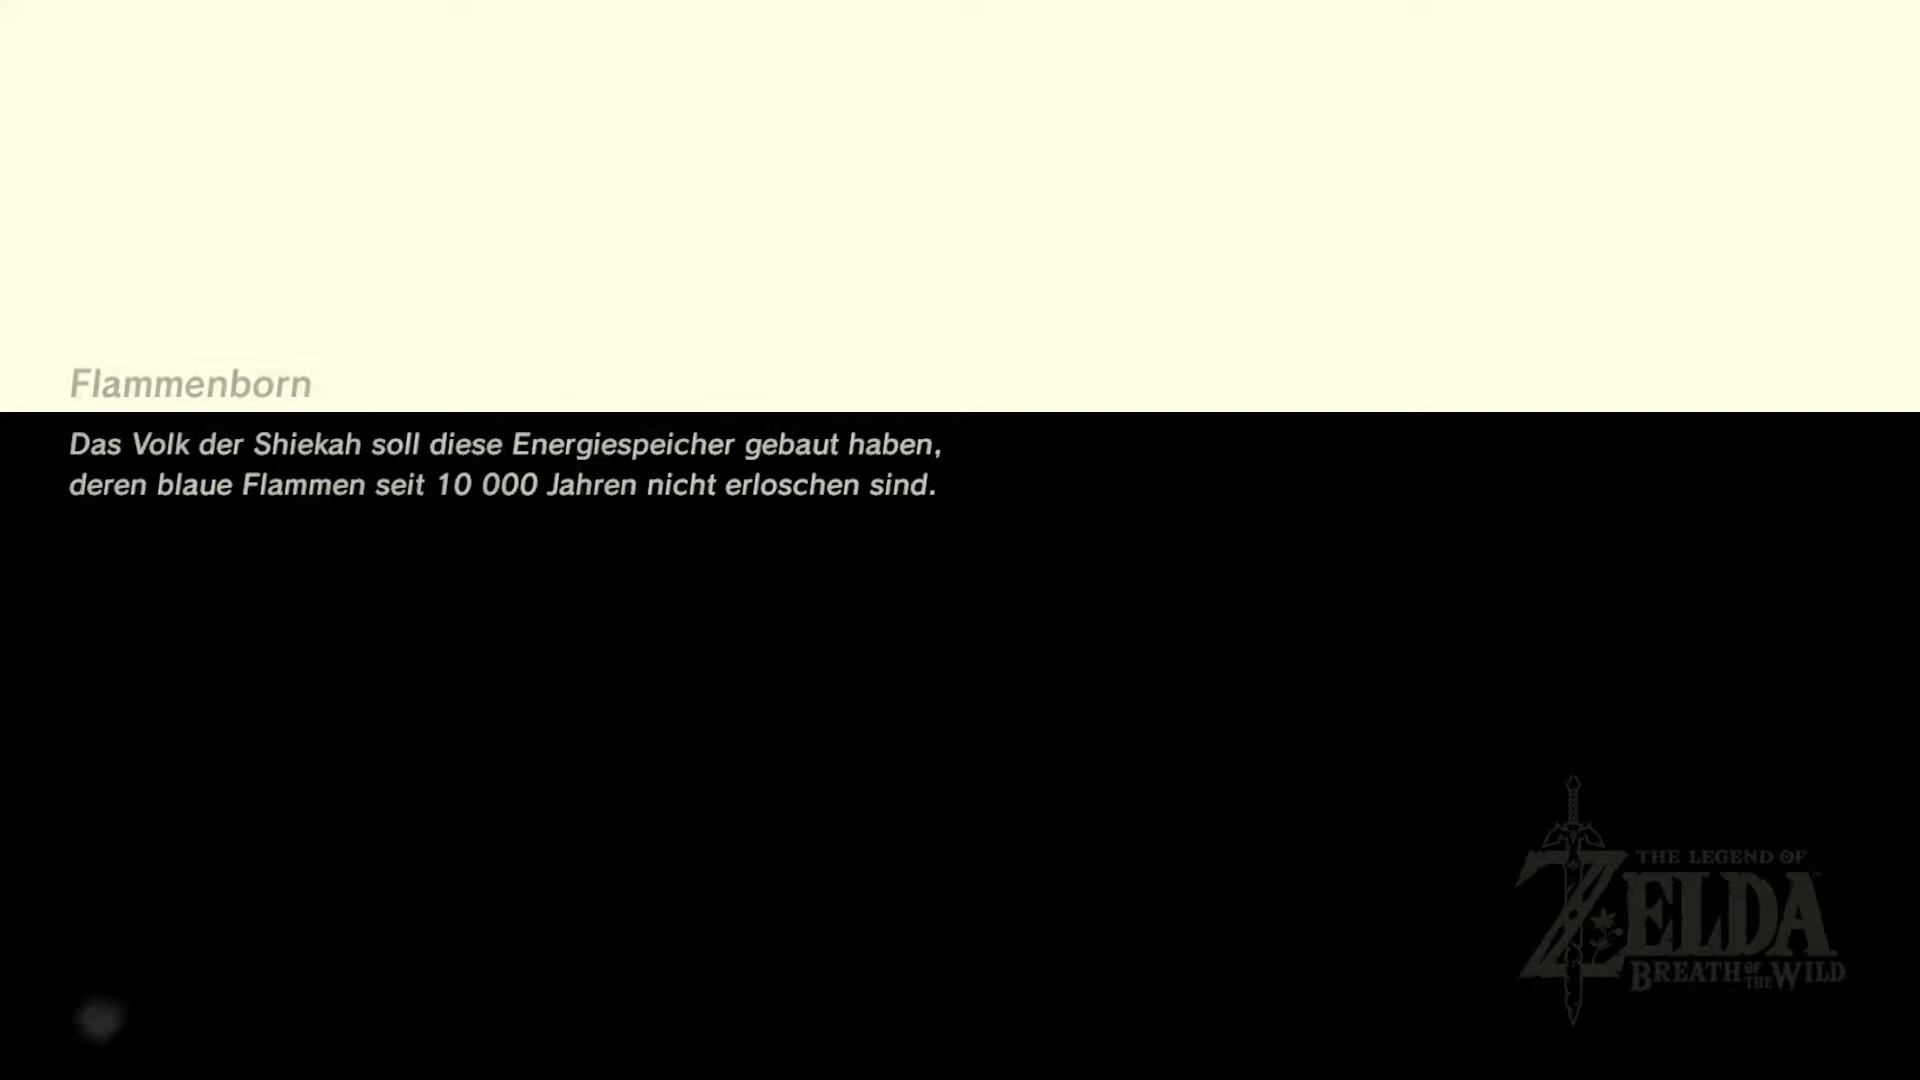 Flammenborn
Das Volk der Shiekah soll diese Energiespeicher gebaut haben,
deren blaue Flammen seit 10 000 Jahren nicht erloschen sind.
THE LEGEND OF
ZELDA
BREATH OF THE WILD